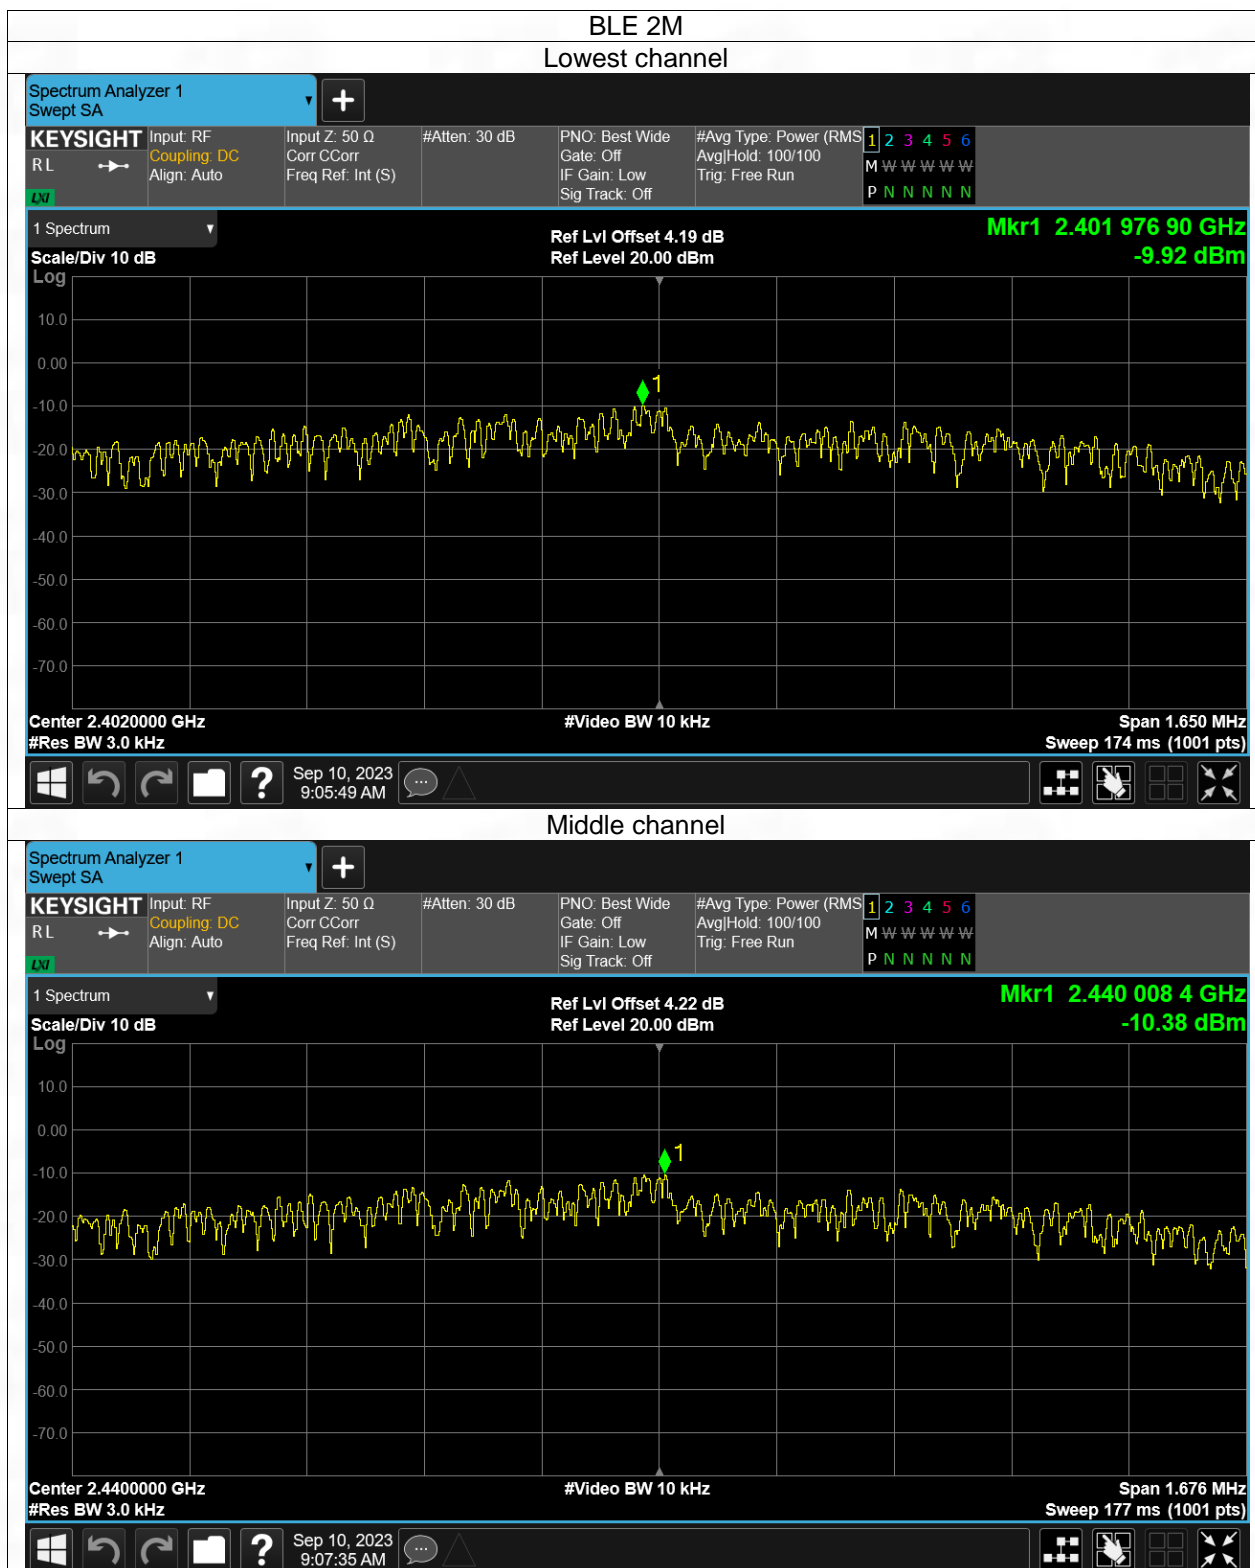 BLE 2M
Lowest channel
Spectrum Analyzer 1
Swept SA
KEYSIGHT Input: RF Input Z: 50 Ω #Atten: 30 dB PNO: Best Wide #Avg Type: Power (RMS 1 2 3 4 5 6
RL Coupling: DC Corr CCorr Gate: Off Avg|Hold: 100/100 M W W W W W
Align: Auto Freq Ref: Int (S) IF Gain: Low Trig: Free Run
LXI Sig Track: Off P N N N N N
1 Spectrum Ref Lvl Offset 4.19 dB Mkr1 2.401 976 90 GHz
Scale/Div 10 dB Ref Level 20.00 dBm -9.92 dBm
Log
10.0
0.00
1
-10.0
-20.0
-30.0
-40.0
-50.0
-60.0
-70.0
Center 2.4020000 GHz #Video BW 10 kHz Span 1.650 MHz
#Res BW 3.0 kHz Sweep 174 ms (1001 pts)
? Sep 10, 2023
9:05:49 AM
Middle channel
Spectrum Analyzer 1
Swept SA
KEYSIGHT Input: RF Input Z: 50 Ω #Atten: 30 dB PNO: Best Wide #Avg Type: Power (RMS 1 2 3 4 5 6
RL Coupling: DC Corr CCorr Gate: Off Avg|Hold: 100/100 M W W W W W
Align: Auto Freq Ref: Int (S) IF Gain: Low Trig: Free Run
LXI Sig Track: Off P N N N N N
1 Spectrum Ref Lvl Offset 4.22 dB Mkr1 2.440 008 4 GHz
Scale/Div 10 dB Ref Level 20.00 dBm -10.38 dBm
Log
10.0
0.00
1
-10.0
-20.0
-30.0
-40.0
-50.0
-60.0
-70.0
Center 2.4400000 GHz #Video BW 10 kHz Span 1.676 MHz
#Res BW 3.0 kHz Sweep 177 ms (1001 pts)
? Sep 10, 2023
9:07:35 AM